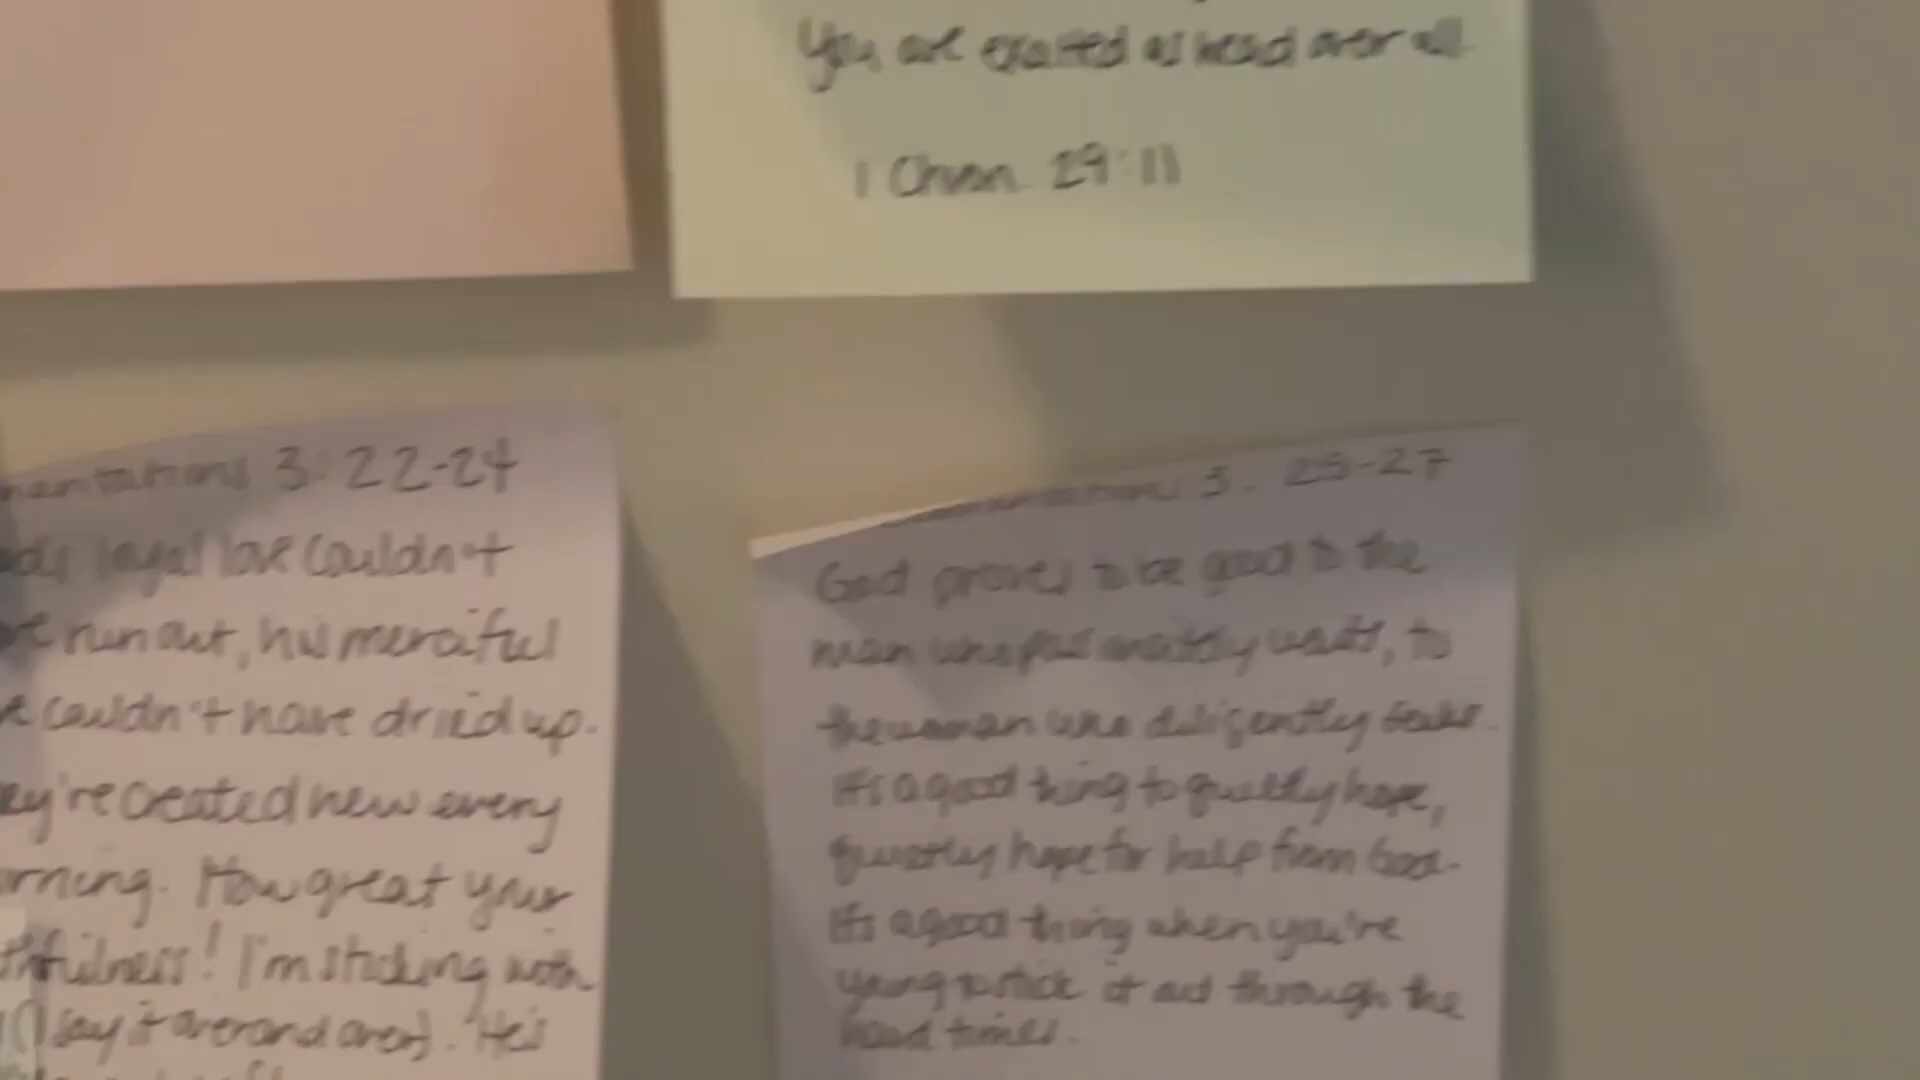 You are exalted as head over all.
1 Chron. 29:11
mentations 3:22-24
loyal love couldn't
run out, his merciful
couldn't have dried up.
ey're created new every
orning. How great your
thfulness! I'm sticking with
(I say it over and over). He's
3:25-27
God proves to be good to the
man who passionately waits, to
the woman who diligently seeks.
It's a good thing to quietly hope,
quietly hope for help from God.
It's a good thing when you're
young to stick it out through the
hard times.